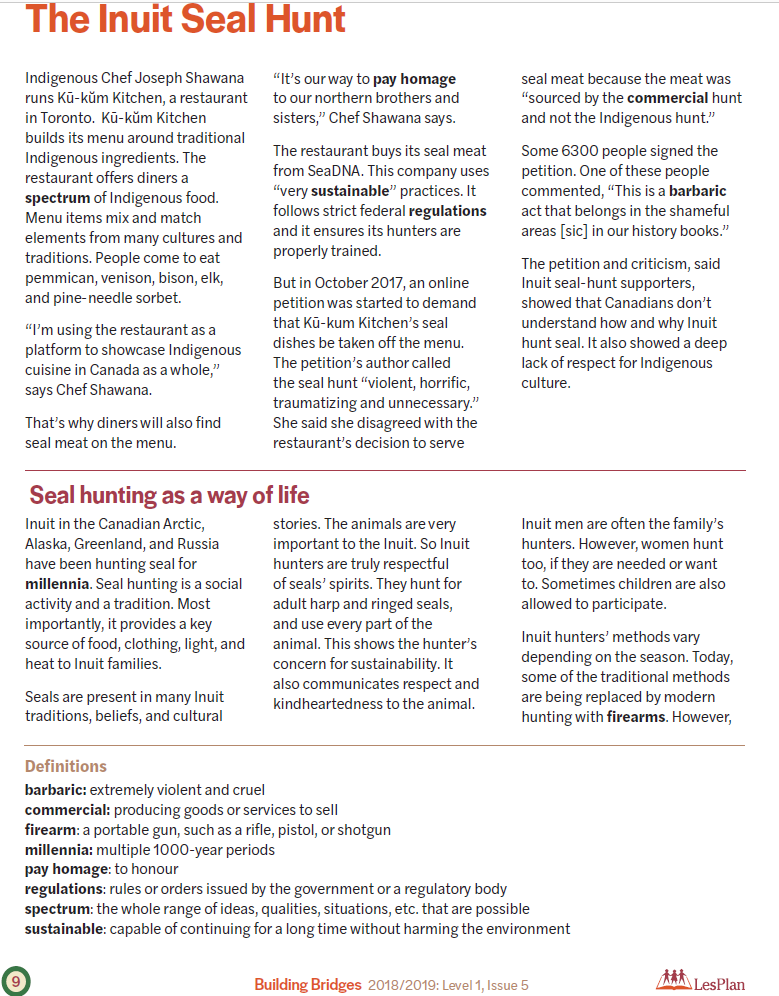 The Inuit Seal Hunt
Indigenous Chef Joseph Shawana
runs Kū-kŭm Kitchen, a restaurant
in Toronto. Kū-kŭm Kitchen
builds its menu around traditional
Indigenous ingredients. The
restaurant offers diners a
spectrum of Indigenous food.
Menu items mix and match
elements from many cultures and
traditions. People come to eat
pemmican, venison, bison, elk,
and pine-needle sorbet.
“I’m using the restaurant as a
platform to showcase Indigenous
cuisine in Canada as a whole,”
says Chef Shawana.
That’s why diners will also find
seal meat on the menu.
“It’s our way to pay homage
to our northern brothers and
sisters,” Chef Shawana says.
The restaurant buys its seal meat
from SeaDNA. This company uses
“very sustainable” practices. It
follows strict federal regulations
and it ensures its hunters are
properly trained.
But in October 2017, an online
petition was started to demand
that Kū-kum Kitchen’s seal
dishes be taken off the menu.
The petition’s author called
the seal hunt “violent, horrific,
traumatizing and unnecessary.”
She said she disagreed with the
restaurant’s decision to serve
seal meat because the meat was
“sourced by the commercial hunt
and not the Indigenous hunt.”
Some 6300 people signed the
petition. One of these people
commented, “This is a barbaric
act that belongs in the shameful
areas [sic] in our history books.”
The petition and criticism, said
Inuit seal-hunt supporters,
showed that Canadians don’t
understand how and why Inuit
hunt seal. It also showed a deep
lack of respect for Indigenous
culture.
Seal hunting as a way of life
Inuit in the Canadian Arctic,
Alaska, Greenland, and Russia
have been hunting seal for
millennia. Seal hunting is a social
activity and a tradition. Most
importantly, it provides a key
source of food, clothing, light, and
heat to Inuit families.
Seals are present in many Inuit
traditions, beliefs, and cultural
stories. The animals are very
important to the Inuit. So Inuit
hunters are truly respectful
of seals’ spirits. They hunt for
adult harp and ringed seals,
and use every part of the
animal. This shows the hunter’s
concern for sustainability. It
also communicates respect and
kindheartedness to the animal.
Inuit men are often the family’s
hunters. However, women hunt
too, if they are needed or want
to. Sometimes children are also
allowed to participate.
Inuit hunters’ methods vary
depending on the season. Today,
some of the traditional methods
are being replaced by modern
hunting with firearms. However,
Definitions
barbaric: extremely violent and cruel
commercial: producing goods or services to sell
firearm: a portable gun, such as a rifle, pistol, or shotgun
millennia: multiple 1000-year periods
pay homage: to honour
regulations: rules or orders issued by the government or a regulatory body
spectrum: the whole range of ideas, qualities, situations, etc. that are possible
sustainable: capable of continuing for a long time without harming the environment
9
Building Bridges 2018/2019: Level 1, Issue 5
LesPlan